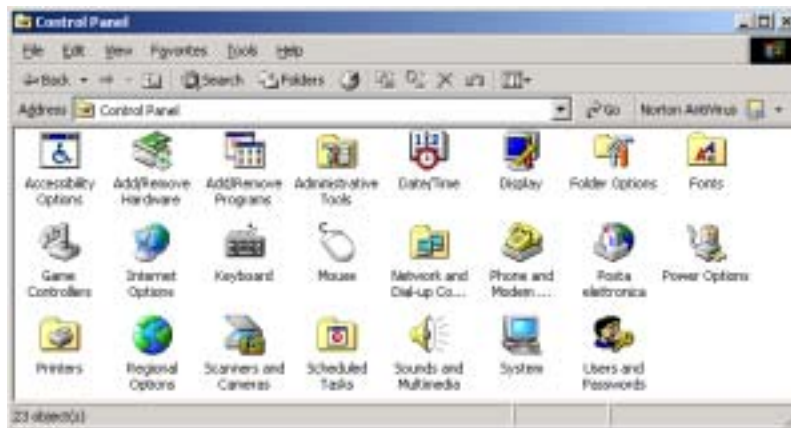 Control Panel
File Edit View Favorites Tools Help
Back Search Folders
Address Control Panel Go Norton AntiVirus
Accessibility Options
Add/Remove Hardware
Add/Remove Programs
Administrative Tools
Date/Time
Display
Folder Options
Fonts
Game Controllers
Internet Options
Keyboard
Mouse
Network and Dial-up Co...
Phone and Modem ...
Posta elettronica
Power Options
Printers
Regional Options
Scanners and Cameras
Scheduled Tasks
Sounds and Multimedia
System
Users and Passwords
23 object(s)